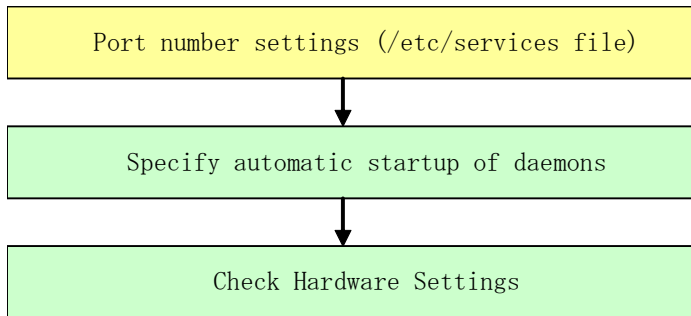 Port number settings (/etc/services file)
Specify automatic startup of daemons
Check Hardware Settings